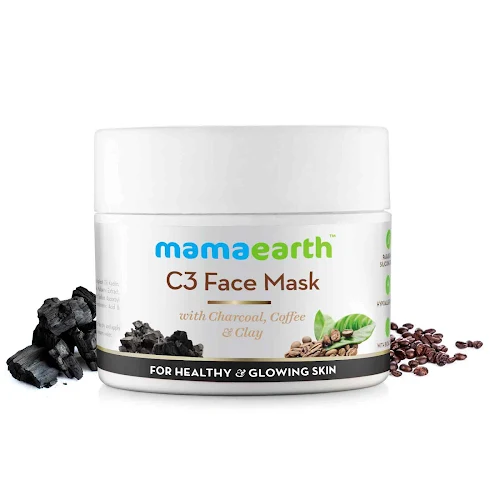 mamaearth™
C3 Face Mask
with Charcoal, Coffee
& Clay
FOR HEALTHY & GLOWING SKIN